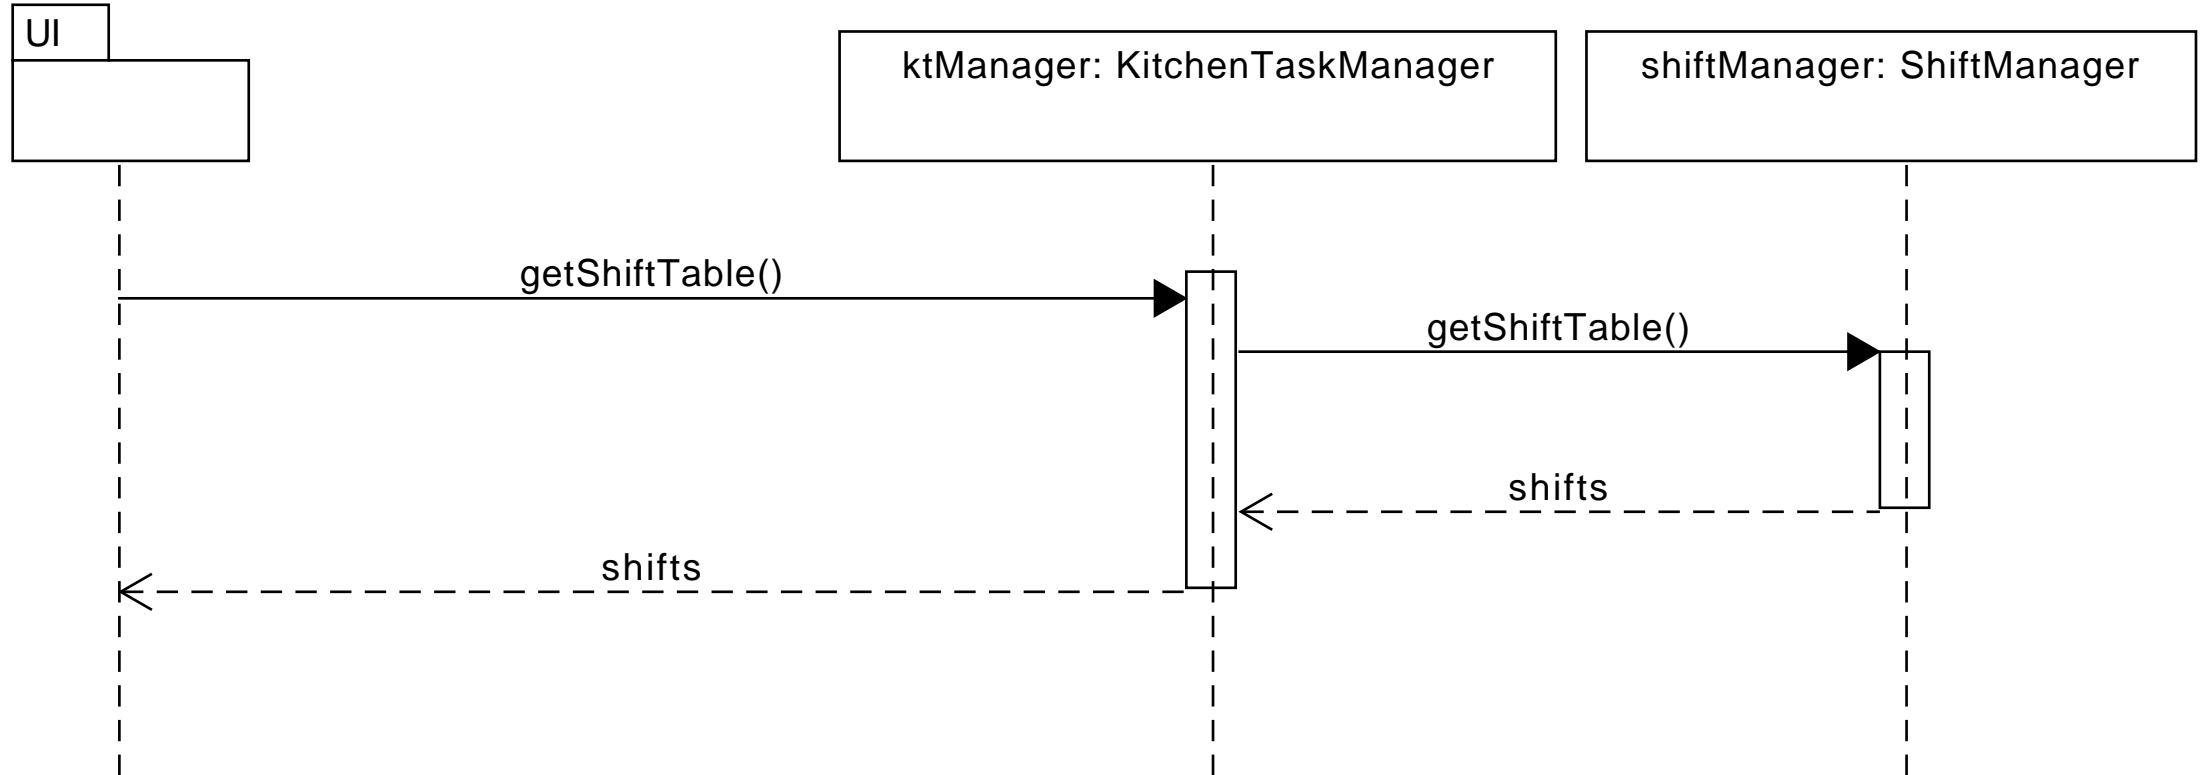 UI
ktManager: KitchenTaskManager
shiftManager: ShiftManager
getShiftTable()
getShiftTable()
shifts
shifts